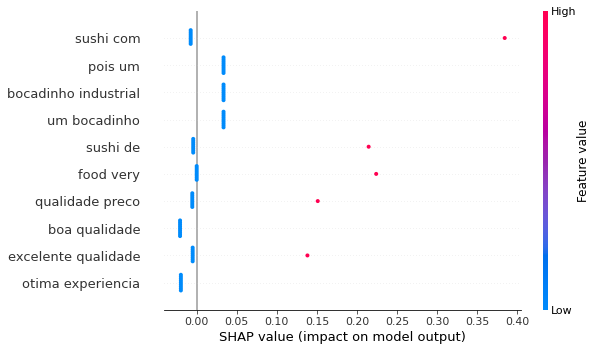 High
sushi com
pois um
bocadinho industrial
um bocadinho
sushi de
food very
qualidade preco
boa qualidade
excelente qualidade
otima experiencia
Feature value
Low
0.00 0.05 0.10 0.15 0.20 0.25 0.30 0.35 0.40
SHAP value (impact on model output)